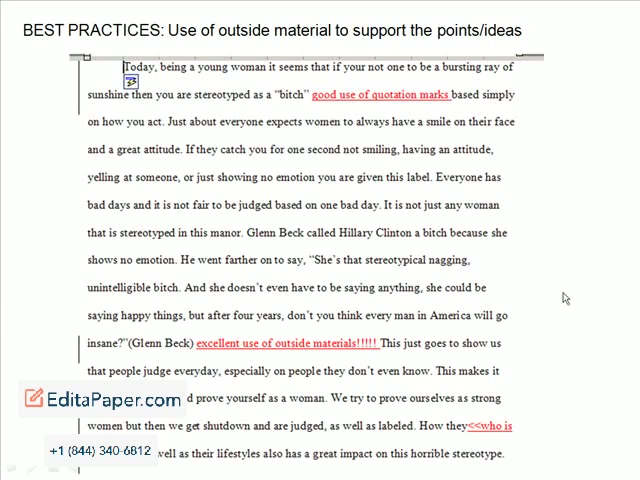 BEST PRACTICES: Use of outside material to support the points/ideas
Today, being a young woman it seems that if your not one to be a bursting ray of
sunshine then you are stereotyped as a “bitch” good use of quotation marks based simply
on how you act. Just about everyone expects women to always have a smile on their face
and a great attitude. If they catch you for one second not smiling, having an attitude,
yelling at someone, or just showing no emotion you are given this label. Everyone has
bad days and it is not fair to be judged based on one bad day. It is not just any woman
that is stereotyped in this manor. Glenn Beck called Hillary Clinton a bitch because she
shows no emotion. He went farther on to say, “She’s that stereotypical nagging,
unintelligible bitch. And she doesn’t even have to be saying anything, she could be
saying happy things, but after four years, don’t you think every man in America will go
insane?”(Glenn Beck) excellent use of outside materials!!!!! This just goes to show us
that people judge everyday, especially on people they don’t even know. This makes it
EditaPaper.com d prove yourself as a woman. We try to prove ourselves as strong
women but then we get shutdown and are judged, as well as labeled. How they<<who is
+1 (844) 340-6812 well as their lifestyles also has a great impact on this horrible stereotype.